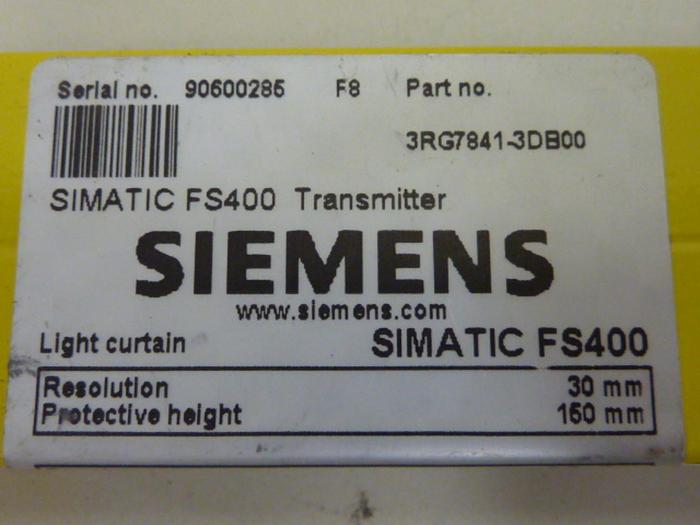 Serial no. 90600285 F8 Part no.
3RG7841-3DB00
SIMATIC FS400 Transmitter
SIEMENS
www.siemens.com
Light curtain SIMATIC FS400
Resolution 30 mm
Protective height 150 mm